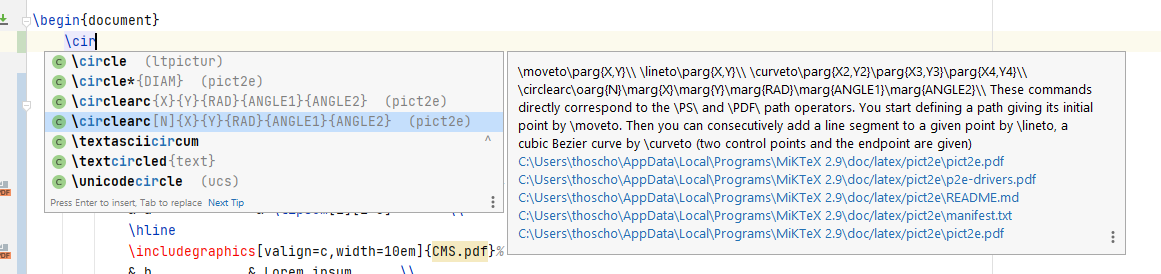 \begin{document}
\cir
\circle (ltpictur)
\circle*{DIAM} (pict2e)
\circlearc{X}{Y}{RAD}{ANGLE1}{ANGLE2} (pict2e)
\circlearc[N]{X}{Y}{RAD}{ANGLE1}{ANGLE2} (pict2e)
\textasciicircum ^
\textcircled{text}
\unicodecircle (ucs)
Press Enter to insert, Tab to replace Next Tip
\moveto\parg{X,Y}\\ \lineto\parg{X,Y}\\ \curveto\parg{X2,Y2}\parg{X3,Y3}\parg{X4,Y4}\\
\circlearc\oarg{N}\marg{X}\marg{Y}\marg{RAD}\marg{ANGLE1}\marg{ANGLE2}\\ These commands
directly correspond to the \PS\ and \PDF\ path operators. You start defining a path giving its initial
point by \moveto. Then you can consecutively add a line segment to a given point by \lineto, a
cubic Bezier curve by \curveto (two control points and the endpoint are given)
C:\Users\thoscho\AppData\Local\Programs\MiKTeX 2.9\doc/latex/pict2e\pict2e.pdf
C:\Users\thoscho\AppData\Local\Programs\MiKTeX 2.9\doc/latex/pict2e\p2e-drivers.pdf
C:\Users\thoscho\AppData\Local\Programs\MiKTeX 2.9\doc/latex/pict2e\README.md
C:\Users\thoscho\AppData\Local\Programs\MiKTeX 2.9\doc/latex/pict2e\manifest.txt
C:\Users\thoscho\AppData\Local\Programs\MiKTeX 2.9\doc/latex/pict2e\pict2e.pdf
\hline
\includegraphics[valign=c,width=10em]{CMS.pdf}%
& b & Lorem ipsum \\